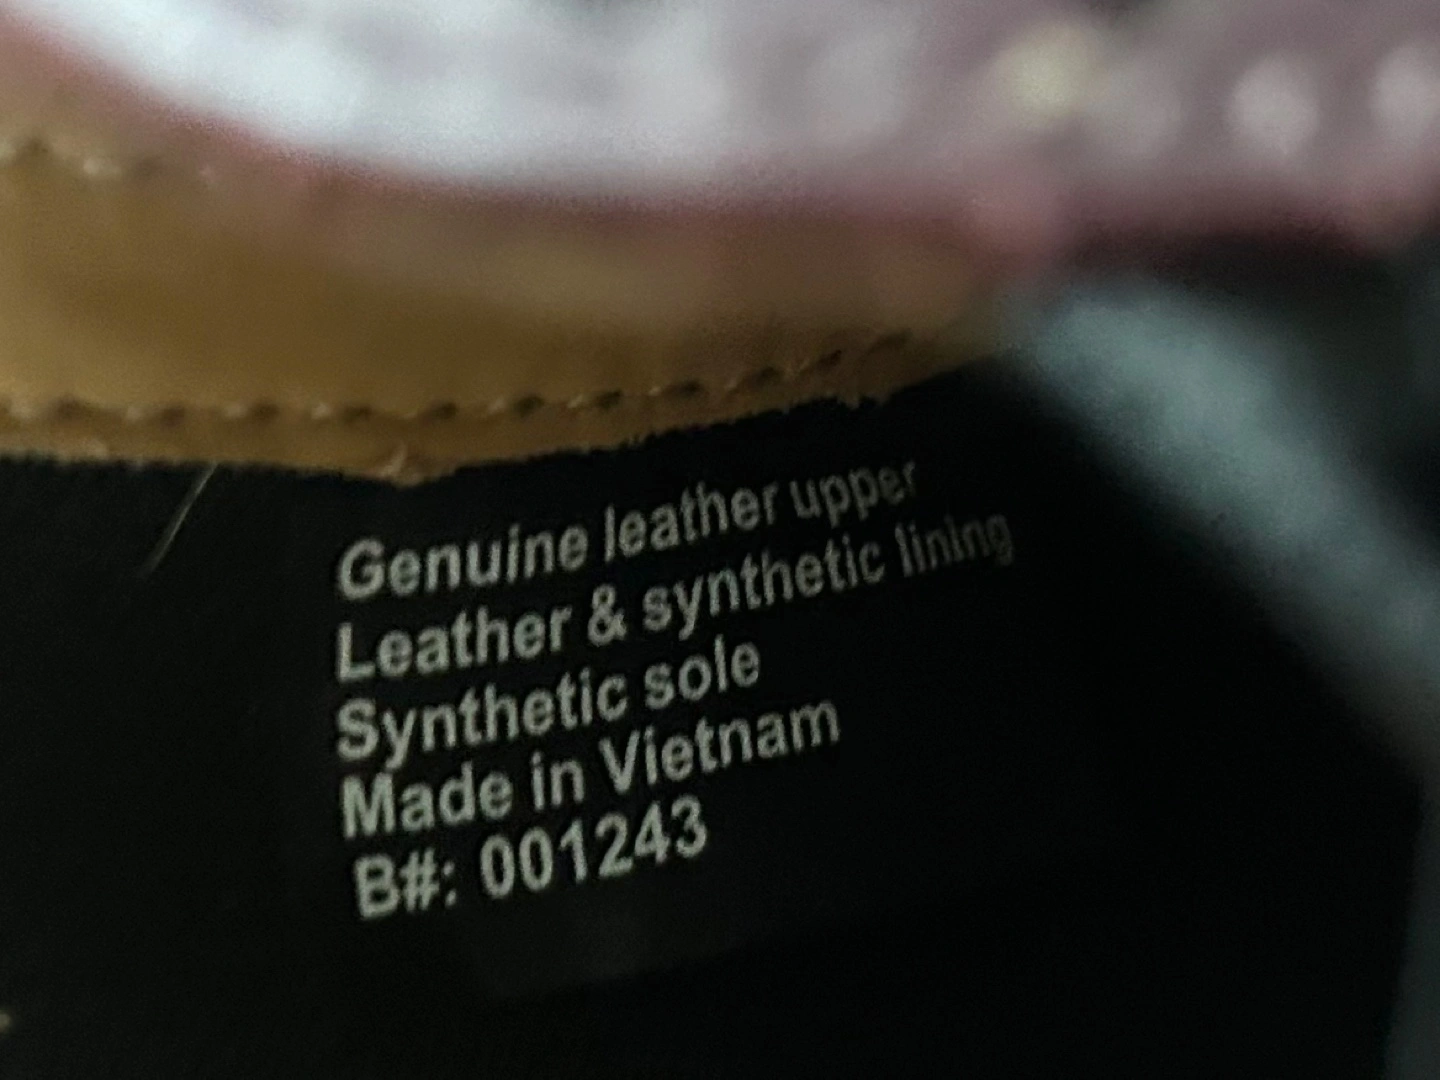 Genuine leather upper
Leather & synthetic lining
Synthetic sole
Made in Vietnam
B#: 001243